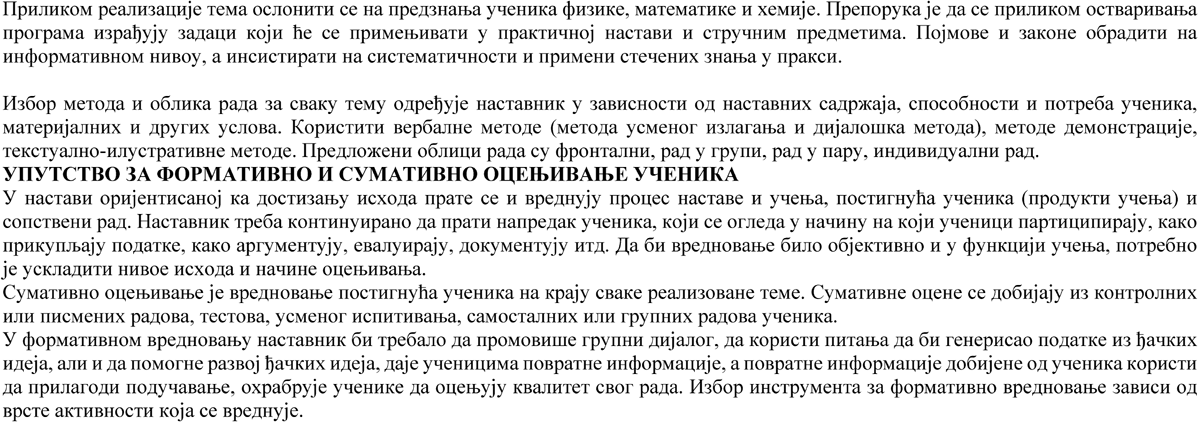 Приликом реализације тема ослонити се на предзнања ученика физике, математике и хемије. Препорука је да се приликом остваривања
програма израђују задаци који ће се примењивати у практичној настави и стручним предметима. Појмове и законе обрадити на
информативном нивоу, а инсистирати на систематичности и примени стечених знања у пракси.
Избор метода и облика рада за сваку тему одређује наставник у зависности од наставних садржаја, способности и потреба ученика,
материјалних и других услова. Користити вербалне методе (метода усменог излагања и дијалошка метода), методе демонстрације,
текстуално-илустративне методе. Предложени облици рада су фронтални, рад у групи, рад у пару, индивидуални рад.
УПУТСТВО ЗА ФОРМАТИВНО И СУМАТИВНО ОЦЕЊИВАЊЕ УЧЕНИКА
У настави оријентисаној ка достизању исхода прате се и вреднују процес наставе и учења, постигнућа ученика (продукти учења) и
сопствени рад. Наставник треба континуирано да прати напредак ученика, који се огледа у начину на који ученици партиципирају, како
прикупљају податке, како аргументују, евалуирају, документују итд. Да би вредновање било објективно и у функцији учења, потребно
је ускладити нивое исхода и начине оцењивања.
Сумативно оцењивање је вредновање постигнућа ученика на крају сваке реализоване теме. Сумативне оцене се добијају из контролних
или писмених радова, тестова, усменог испитивања, самосталних или групних радова ученика.
У формативном вредновању наставник би требало да промовише групни дијалог, да користи питања да би генерисао податке из ђачких
идеја, али и да помогне развој ђачких идеја, даје ученицима повратне информације, а повратне информације добијене од ученика користи
да прилагоди подучавање, охрабрује ученике да оцењују квалитет свог рада. Избор инструмента за формативно вредновање зависи од
врсте активности која се вреднује.